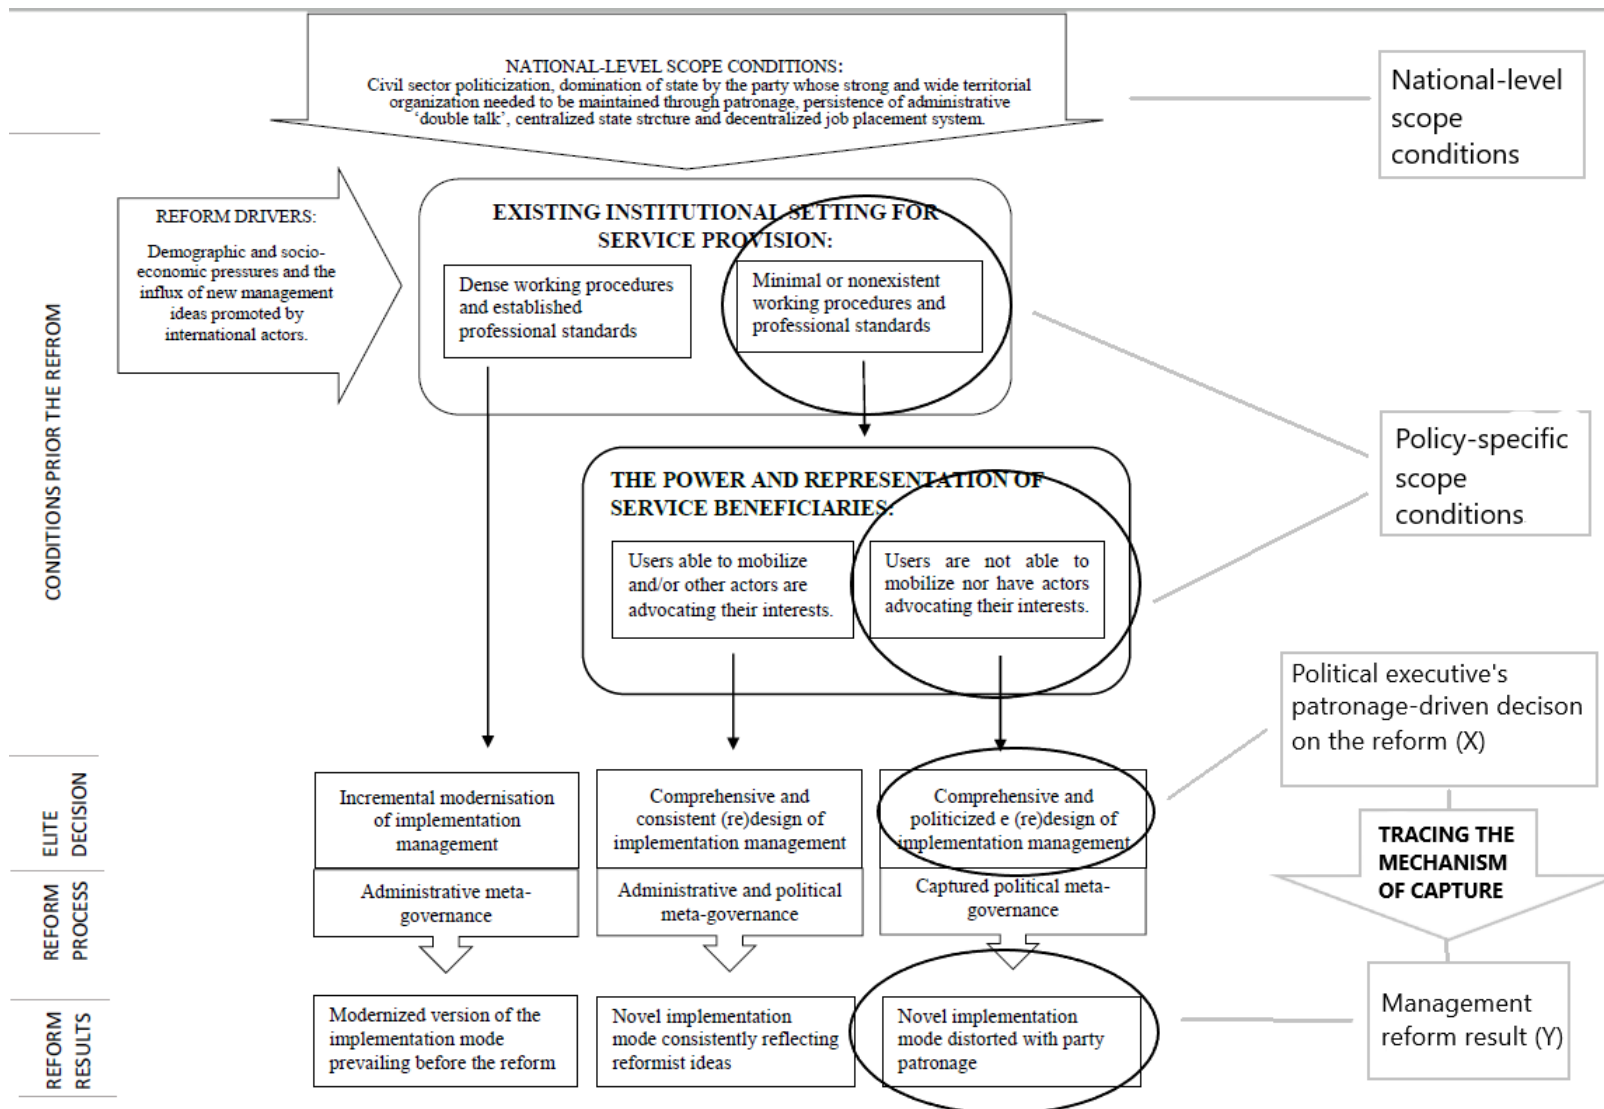 NATIONAL-LEVEL SCOPE CONDITIONS:
Civil sector politicization, domination of state by the party whose strong and wide territorial
organization needed to be maintained through patronage, persistence of administrative
‘double talk’, centralized state strcture and decentralized job placement system.
National-level
scope
conditions
CONDITIONS PRIOR THE REFROM
REFORM DRIVERS:
Demographic and socio-
economic pressures and the
influx of new management
ideas promoted by
international actors.
EXISTING INSTITUTIONAL SETTING FOR
SERVICE PROVISION:
Dense working procedures
and established
professional standards
Minimal or nonexistent
working procedures and
professional standards
THE POWER AND REPRESENTATION OF
SERVICE BENEFICIARIES:
Users able to mobilize
and/or other actors are
advocating their interests.
Users are not able to
mobilize nor have actors
advocating their interests.
Policy-specific
scope
conditions
Political executive's
patronage-driven decison
on the reform (X)
ELITE
DECISION
Incremental modernisation
of implementation
management
Comprehensive and
consistent (re)design of
implementation management
Comprehensive and
politicized e (re)design of
implementation management
TRACING THE
MECHANISM
OF CAPTURE
REFORM
PROCESS
Administrative meta-
governance
Administrative and political
meta-governance
Captured political meta-
governance
REFORM
RESULTS
Modernized version of the
implementation mode
prevailing before the reform
Novel implementation
mode consistently reflecting
reformist ideas
Novel implementation
mode distorted with party
patronage
Management
reform result (Y)